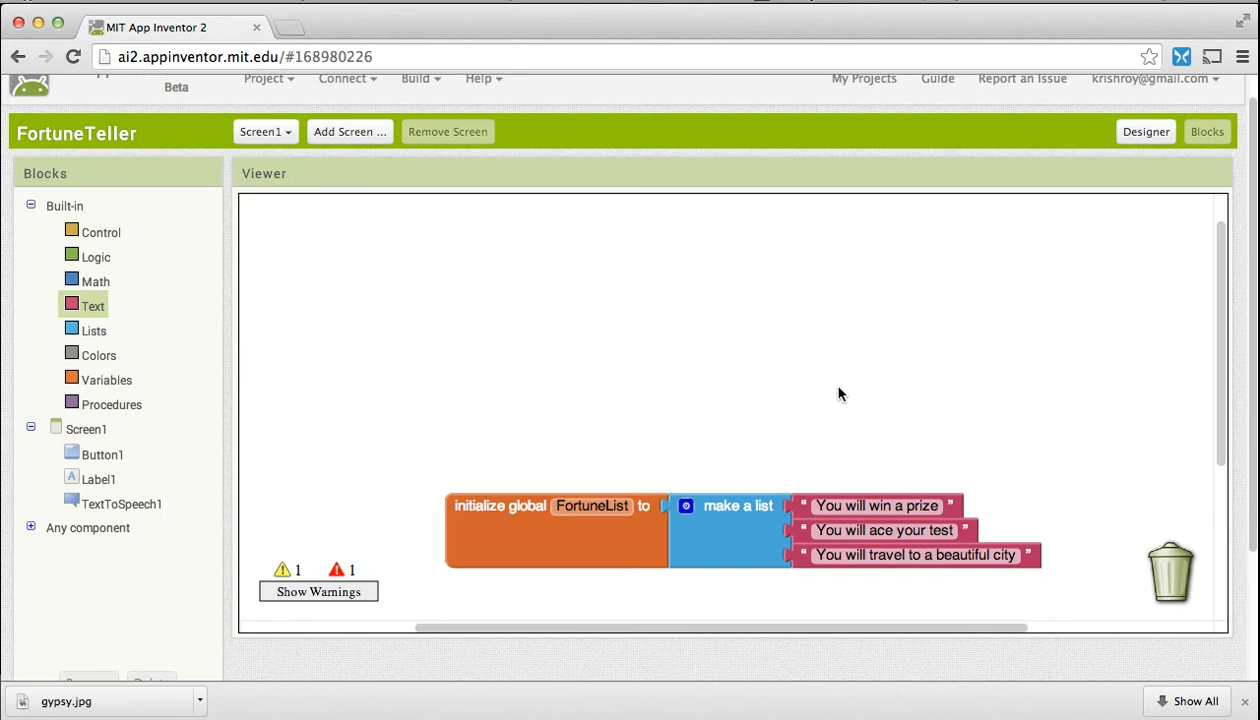 MIT App Inventor 2
ai2.appinventor.mit.edu/#168980226
Beta
Project Connect Build Help My Projects Guide Report an Issue krishroy@gmail.com
FortuneTeller Screen1 Add Screen ... Remove Screen Designer Blocks
Blocks
Viewer
Built-in
Control
Logic
Math
Text
Lists
Colors
Variables
Procedures
Screen1
Button1
Label1
TextToSpeech1
Any component
initialize global FortuneList to make a list “ You will win a prize ”
“ You will ace your test ”
“ You will travel to a beautiful city ”
1 1
Show Warnings
gypsy.jpg
Show All